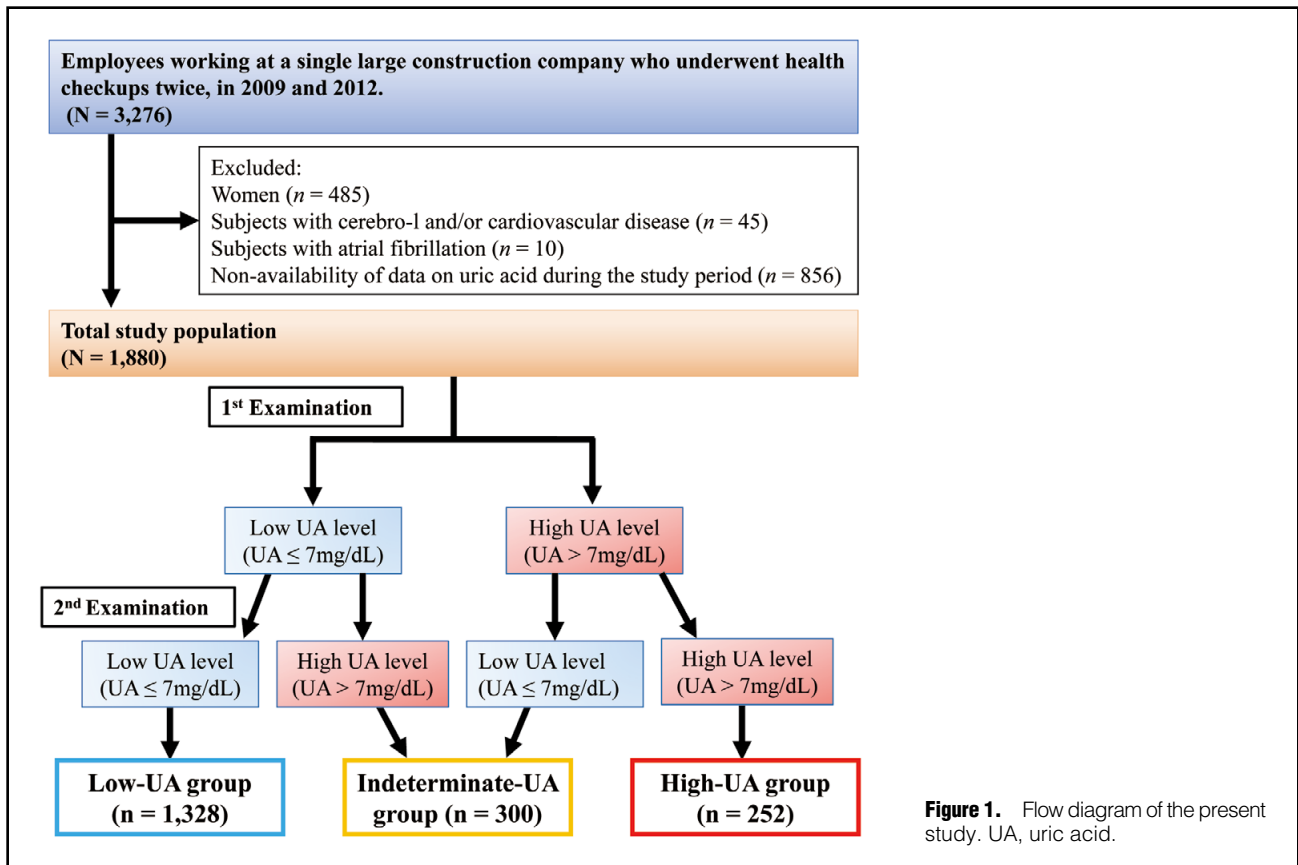 Employees working at a single large construction company who underwent health
checkups twice, in 2009 and 2012.
(N = 3,276)
Excluded:
Women (n = 485)
Subjects with cerebro-l and/or cardiovascular disease (n = 45)
Subjects with atrial fibrillation (n = 10)
Non-availability of data on uric acid during the study period (n = 856)
Total study population
(N = 1,880)
1st Examination
Low UA level
(UA ≤ 7mg/dL)
High UA level
(UA > 7mg/dL)
2nd Examination
Low UA level
(UA ≤ 7mg/dL)
High UA level
(UA > 7mg/dL)
Low UA level
(UA ≤ 7mg/dL)
High UA level
(UA > 7mg/dL)
Low-UA group
(n = 1,328)
Indeterminate-UA
group (n = 300)
High-UA group
(n = 252)
Figure 1. Flow diagram of the present
study. UA, uric acid.